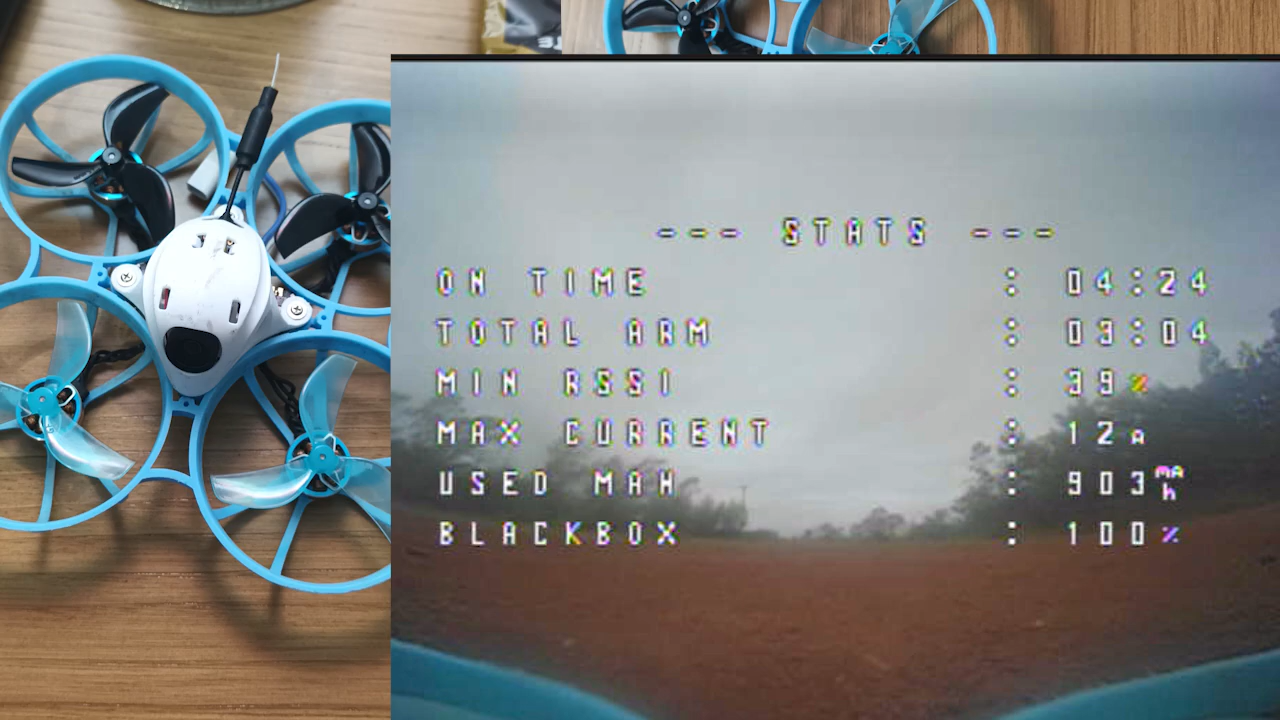 --- STATS ---
ON TIME : 04:24
TOTAL ARM : 03:04
MIN RSSI : 39%
MAX CURRENT : 12A
USED MAH : 903mAh
BLACKBOX : 100%